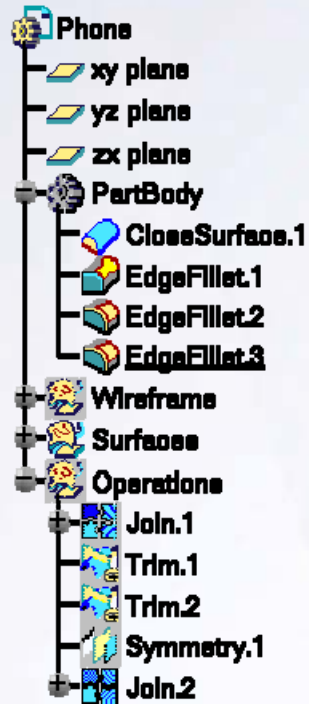 Phone
xy plane
yz plane
zx plane
PartBody
CloseSurface.1
EdgeFillet.1
EdgeFillet.2
EdgeFillet.3
Wireframe
Surfaces
Operations
Join.1
Trim.1
Trim.2
Symmetry.1
Join.2